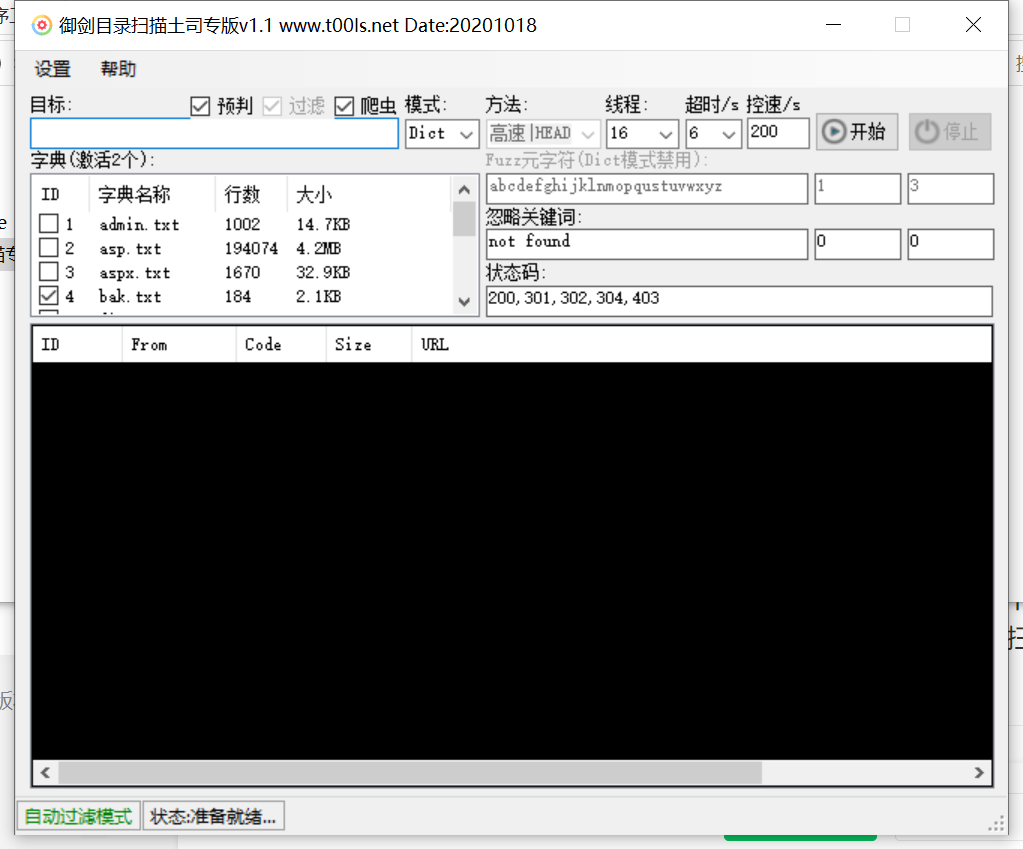 御剑目录扫描土司专版v1.1 www.t00ls.net Date:20201018
设置 帮助
目标: 预判 过滤 爬虫 模式: 方法: 线程: 超时/s 控速/s
Dict 高速|HEAD 16 6 200 开始 停止
字典(激活2个): Fuzz元字符(Dict模式禁用):
ID 字典名称 行数 大小
abcdefghijklnmopqustuvwxyz 1 3
1 admin.txt 1002 14.7KB
忽略关键词:
2 asp.txt 194074 4.2MB
not found 0 0
3 aspx.txt 1670 32.9KB
状态码:
4 bak.txt 184 2.1KB
200,301,302,304,403
ID From Code Size URL
自动过滤模式 状态:准备就绪...